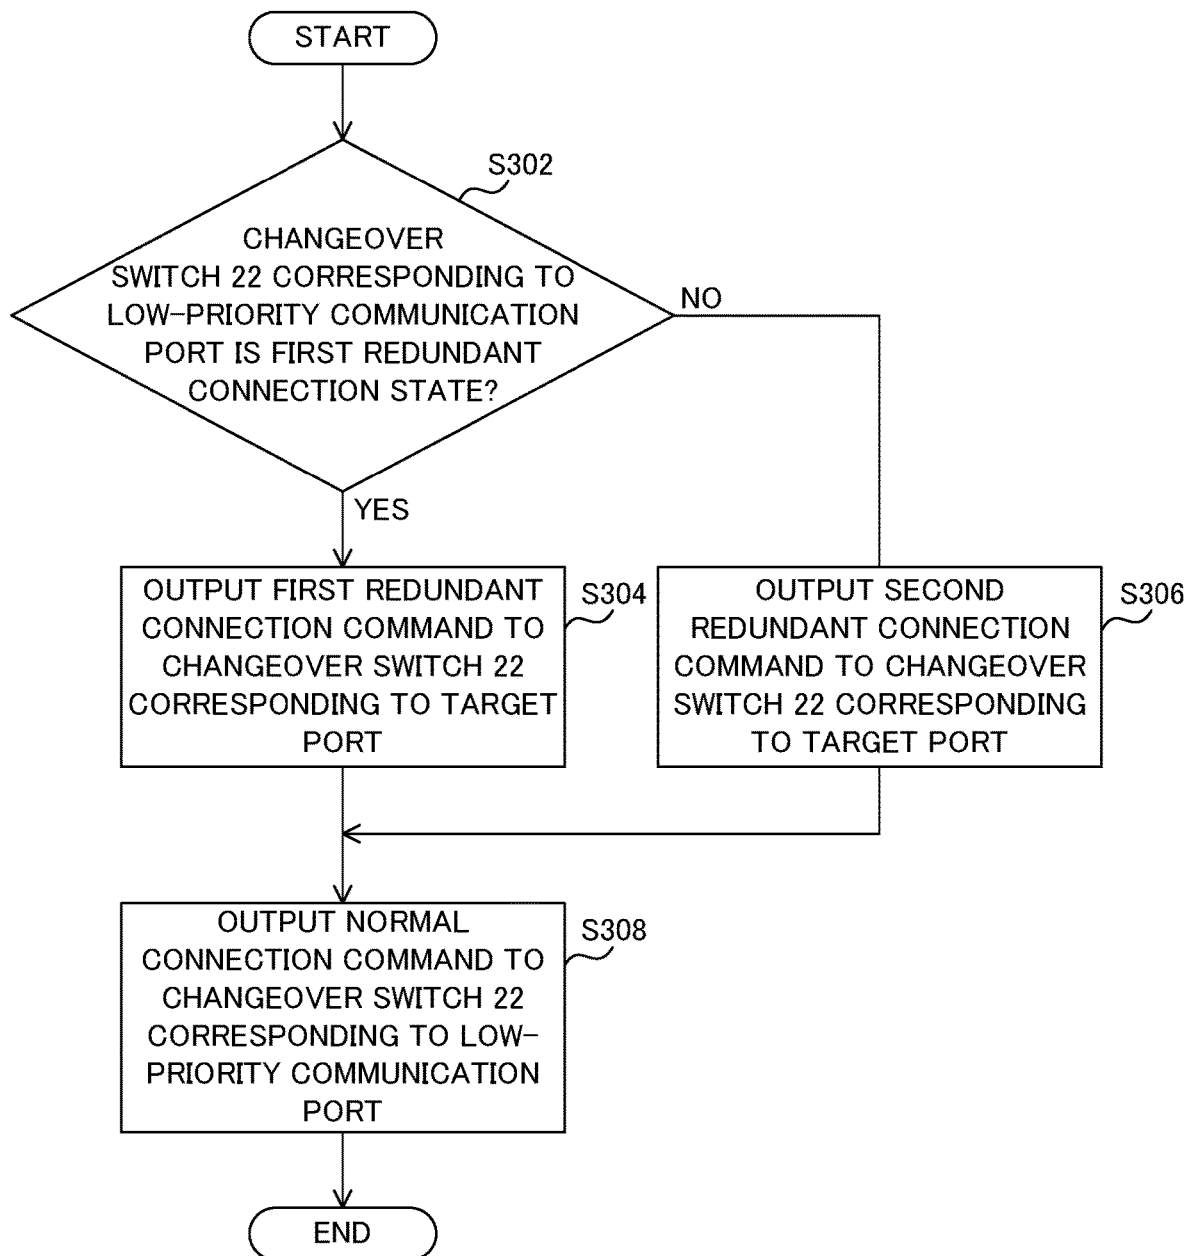 START
S302
CHANGEOVER
SWITCH 22 CORRESPONDING TO
LOW-PRIORITY COMMUNICATION
PORT IS FIRST REDUNDANT
CONNECTION STATE?
NO
YES
OUTPUT FIRST REDUNDANT
CONNECTION COMMAND TO
CHANGEOVER SWITCH 22
CORRESPONDING TO TARGET
PORT
S304
OUTPUT SECOND
REDUNDANT CONNECTION
COMMAND TO CHANGEOVER
SWITCH 22 CORRESPONDING
TO TARGET PORT
S306
OUTPUT NORMAL
CONNECTION COMMAND TO
CHANGEOVER SWITCH 22
CORRESPONDING TO LOW-
PRIORITY COMMUNICATION
PORT
S308
END